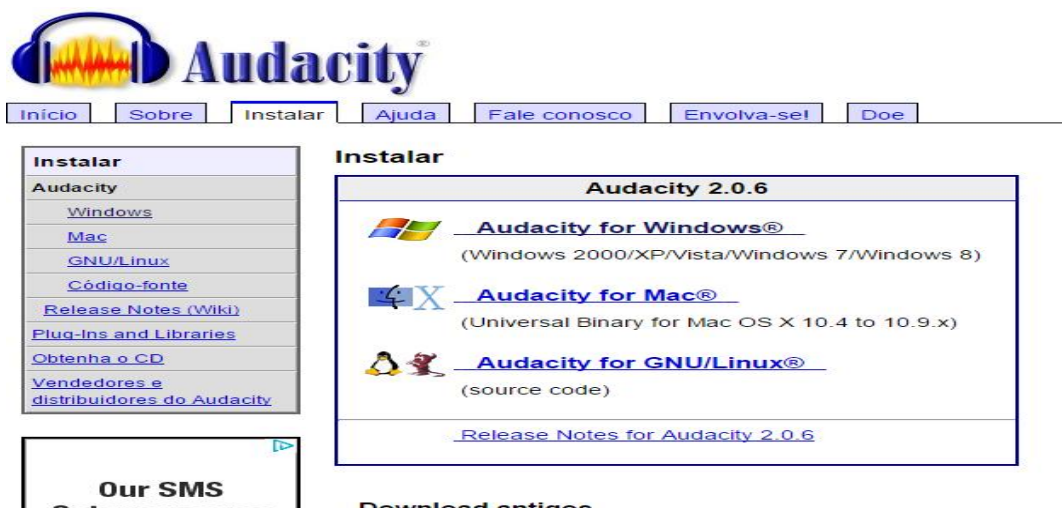 Audacity®
Início
Sobre
Instalar
Ajuda
Fale conosco
Envolva-se!
Doe
Instalar
Audacity
Windows
Mac
GNU/Linux
Código-fonte
Release Notes (Wiki)
Plug-Ins and Libraries
Obtenha o CD
Vendedores e
distribuidores do Audacity
Our SMS
Instalar
Audacity 2.0.6
Audacity for Windows®
(Windows 2000/XP/Vista/Windows 7/Windows 8)
Audacity for Mac®
(Universal Binary for Mac OS X 10.4 to 10.9.x)
Audacity for GNU/Linux®
(source code)
Release Notes for Audacity 2.0.6
Download antigos